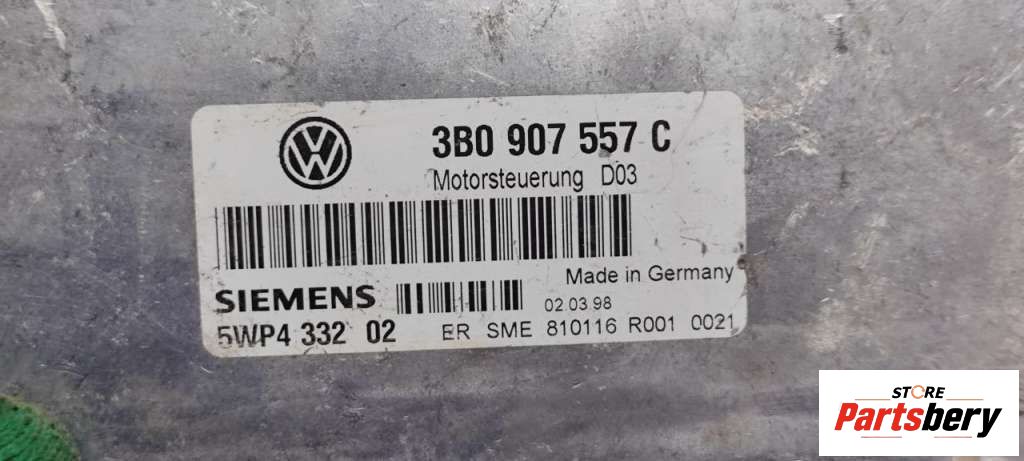 3B0 907 557 C
Motorsteuerung D03
Made in Germany
SIEMENS
02.03.98
5WP4 332 02
ER SME 810116 R001 0021
STORE
Partsbery